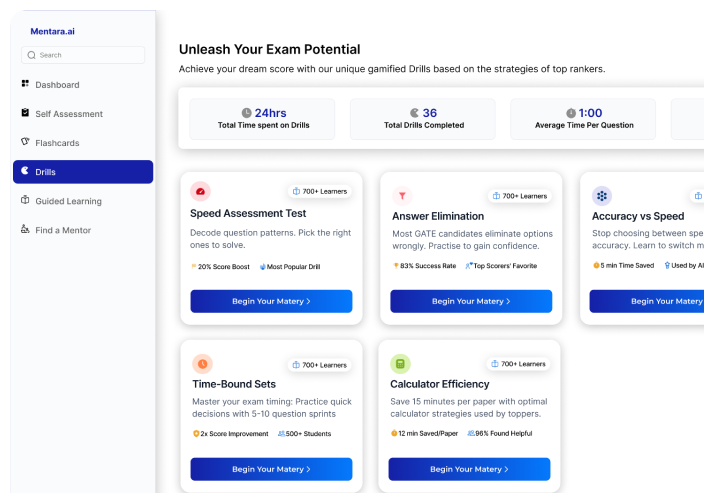 Mentara.ai
Search
Dashboard
Self Assessment
Flashcards
Drills
Guided Learning
Find a Mentor
Unleash Your Exam Potential
Achieve your dream score with our unique gamified Drills based on the strategies of top rankers.
24hrs
Total Time spent on Drills
36
Total Drills Completed
1:00
Average Time Per Question
700+ Learners
Speed Assessment Test
Decode question patterns. Pick the right
ones to solve.
20% Score Boost Most Popular Drill
Begin Your Matery >
700+ Learners
Answer Elimination
Most GATE candidates eliminate options
wrongly. Practise to gain confidence.
83% Success Rate Top Scorers' Favorite
Begin Your Matery >
Accuracy vs Speed
Stop choosing between spe
accuracy. Learn to switch m
5 min Time Saved Used by AI
Begin Your Matery
700+ Learners
Time-Bound Sets
Master your exam timing: Practice quick
decisions with 5-10 question sprints
2x Score Improvement 500+ Students
Begin Your Matery >
700+ Learners
Calculator Efficiency
Save 15 minutes per paper with optimal
calculator strategies used by toppers.
12 min Saved/Paper 96% Found Helpful
Begin Your Matery >